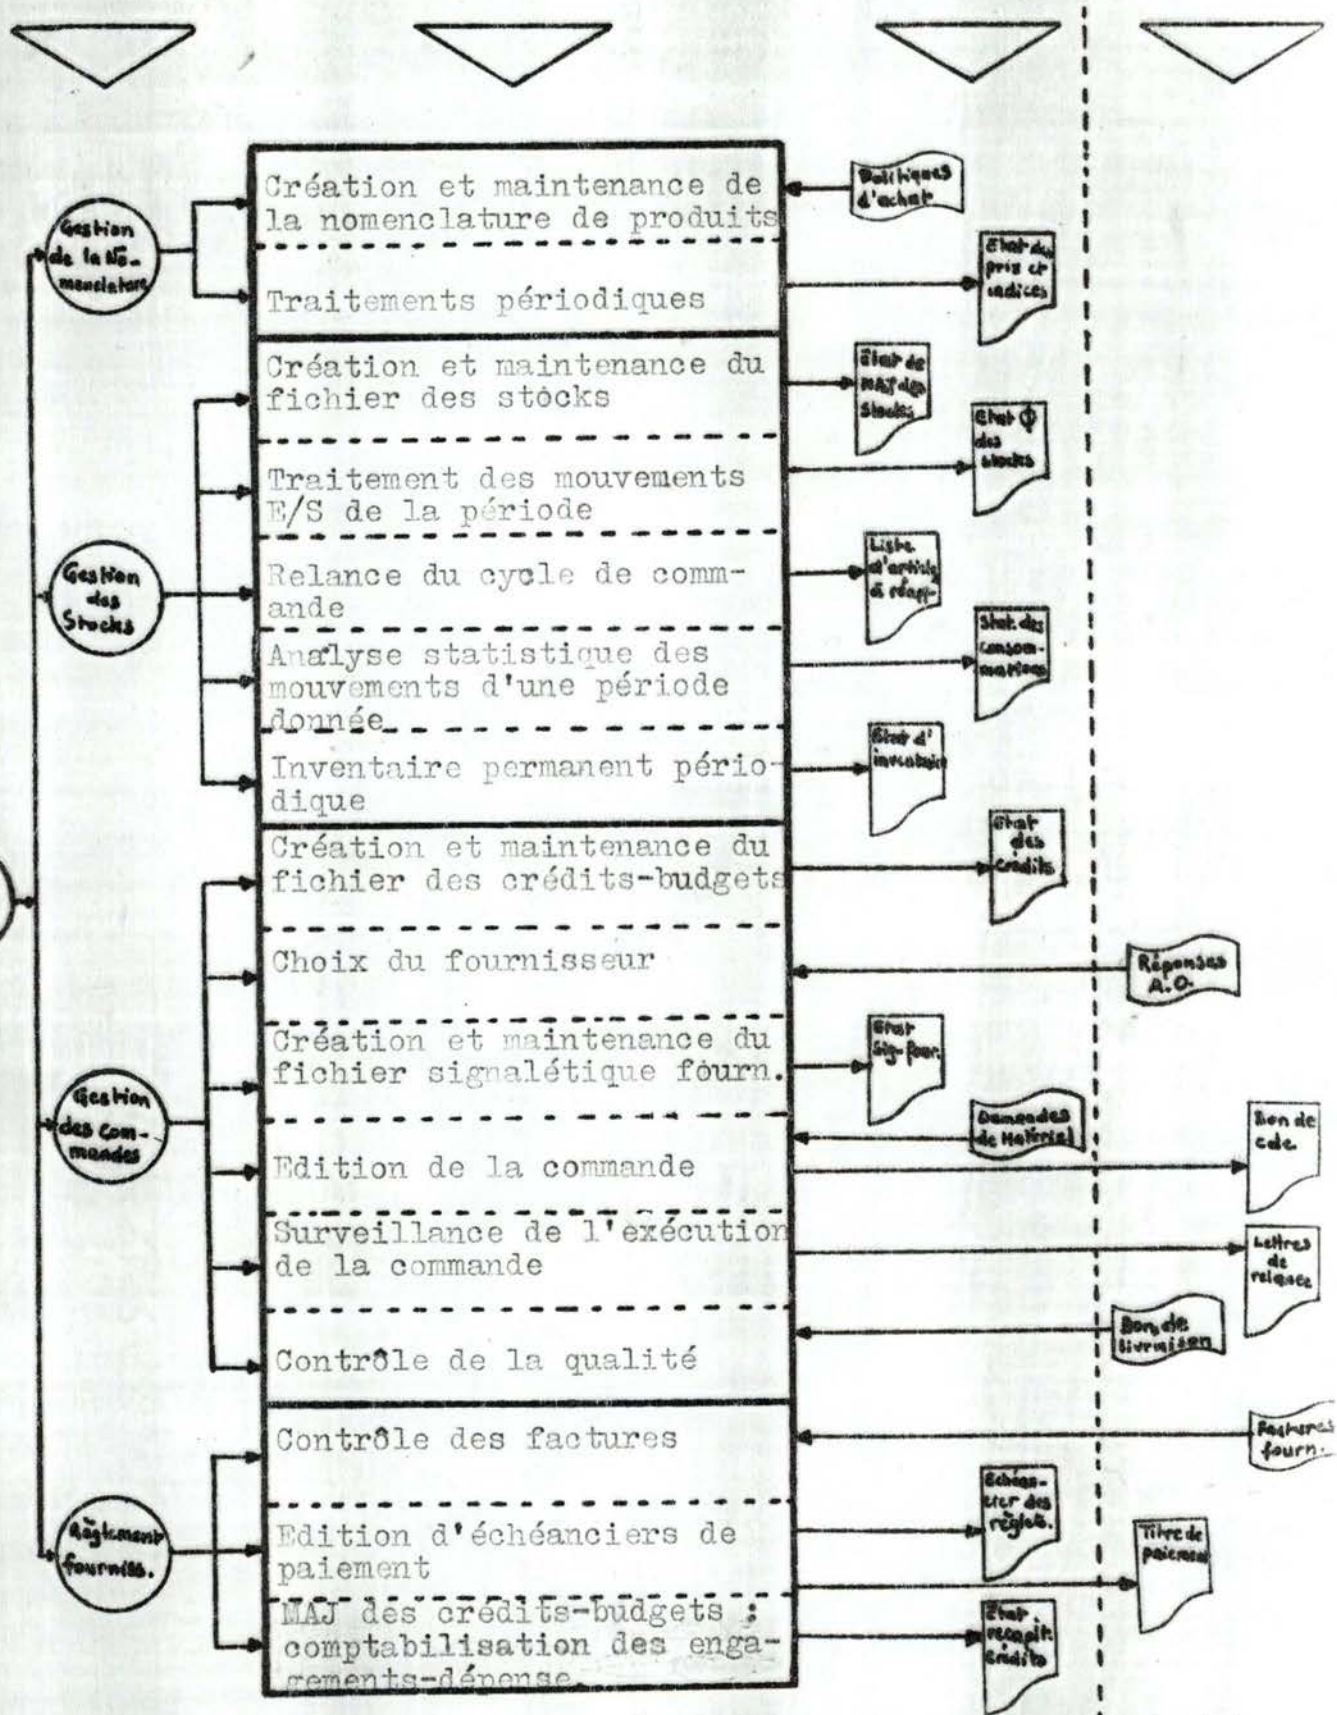 Gestion
de la No-
menclature
Création et maintenance de
la nomenclature de produits
Traitements périodiques
Politiques
d'achat
Etat des
prix et
indices
Gestion
des
Stocks
Création et maintenance du
fichier des stocks
Traitement des mouvements
E/S de la période
Relance du cycle de comm-
ande
Analyse statistique des
mouvements d'une période
donnée
Inventaire permanent pério-
dique
Etat de
MAJ des
Stocks
Etat Φ
des
stocks
Liste
d'articles
à réapp.
Stat. des
consom-
mations
Etat d'
inventaire
Gestion
des com-
mandes
Création et maintenance du
fichier des crédits-budgets
Choix du fournisseur
Création et maintenance du
fichier signalétique fourn.
Edition de la commande
Surveillance de l'exécution
de la commande
Contrôle de la qualité
Etat
des
crédits
Réponses
A.O.
Etat
Sig-four.
Demandes
de Matériel
Bon de
cde.
Lettres
de
relance
Bon de
livraison
Règlement
fourniss.
Contrôle des factures
Edition d'échéanciers de
paiement
MAJ des crédits-budgets :
comptabilisation des enga-
gements-dépense.
Factures
fourn.
Echéan-
cier des
règlets.
Titre de
paiement
Etat
récapit.
Crédits